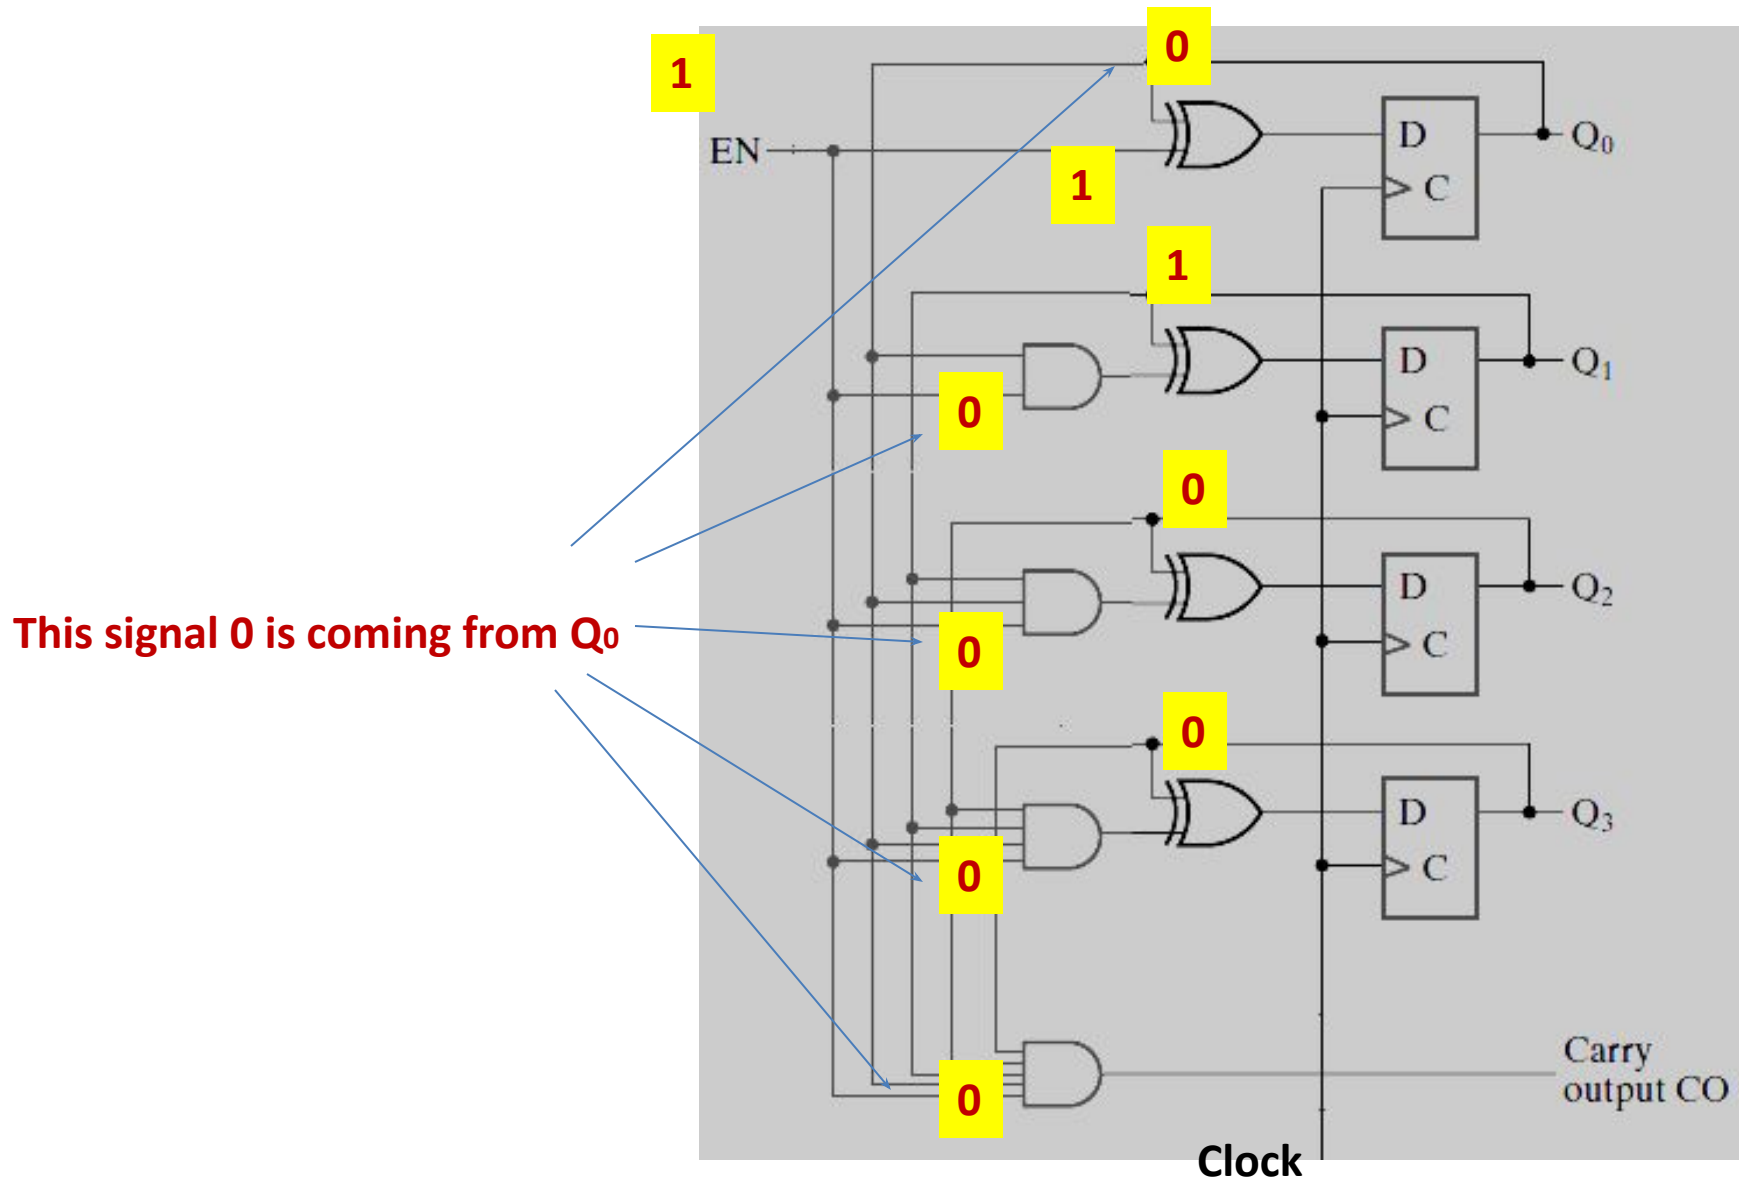 0
1
EN
D
Q₀
1
C
1
D
Q₁
0
C
0
D
Q₂
This signal 0 is coming from Q₀
0
C
0
D
Q₃
0
C
Carry
output CO
0
Clock